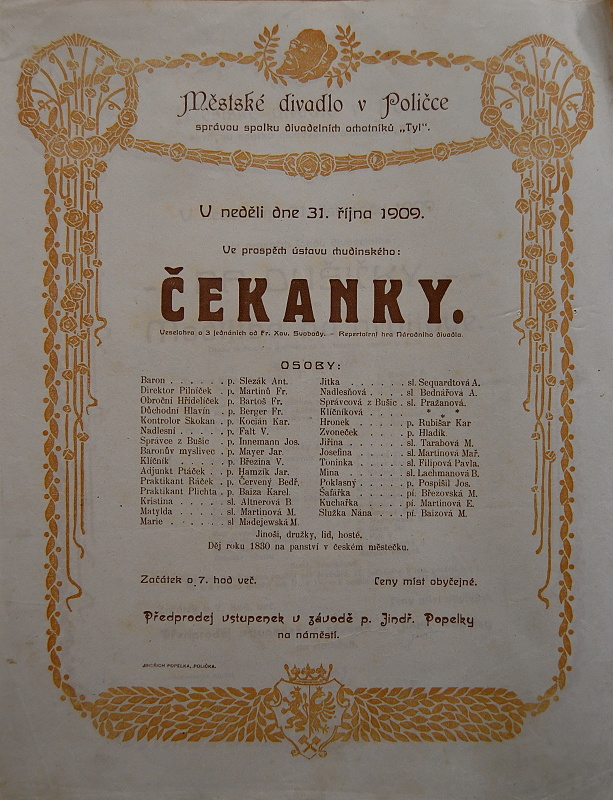 Městské divadlo v Poličce
správou spolku divadelních ochotníků „Tyl“.
U neděli dne 31. října 1909.
Ve prospěch ústavu chudinského:
ČEKANKY.
Veselohra o 3 jednáních od Fr. Xav. Svobody. — Repertoirní hra Národního divadla.
OSOBY:
Baron . . . . . . p. Slezák Ant.
Direktor Pilníček . . p. Martinů Fr.
Obroční Hřídelíček . p. Bartoš Fr.
Důchodní Hlavín . . p. Berger Fr.
Kontrolor Skokan . p. Kocián Kar.
Nadlesní . . . . . p. Falt V.
Správce z Bušic . . p. Innemann Jos.
Baronův myslivec . p. Mayer Jar.
Klíčník . . . . . p. Březina V.
Adjunkt Ptáček . . p. Hamzík Jar.
Praktikant Ráček . p. Červený Bedř.
Praktikant Plichta . p. Baiza Karel.
Kristina . . . . . sl. Altnerová B.
Matylda . . . . . sl. Martinová M.
Marie . . . . . . sl. Madejewská M.
Jitka . . . . . . sl. Sequardtová A.
Nadlesňová . . . . sl. Bednářová A.
Správcová z Bušic . sl. Pražanová.
Klíčníková . . . . * * *
Hronek . . . . . p. Rubišar Kar
Zvoneček . . . . p. Hladík.
Jiřina . . . . . . sl. Tarabová M.
Josefina . . . . . sl. Martinová Mař.
Toninka . . . . . sl. Filipová Pavla.
Mina . . . . . . sl. Lachmanová B.
Poklasný . . . . . p. Pospíšil Jos.
Šafářka . . . . . pí. Březovská M.
Kuchařka . . . . pí. Martinová E.
Služka Nána . . . pí. Baizová M.
Jinoši, družky, lid, hosté.
Děj roku 1830 na panství v českém městečku.
Začátek o 7. hod več.
Ceny míst obyčejné.
Předprodej vstupenek v závodě p. Jindř. Popelky
na náměstí.
JINDŘICH POPELKA, POLIČKA.